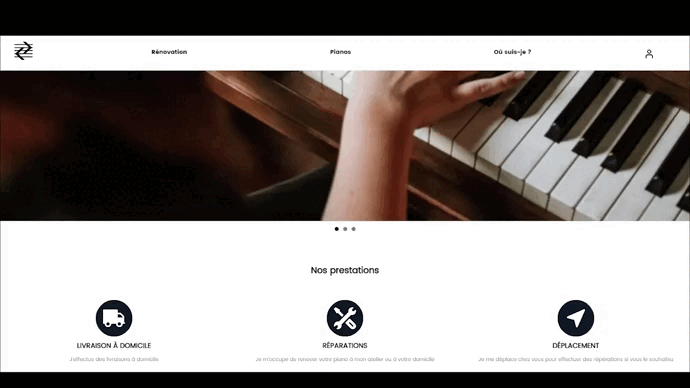 Rénovation
Pianos
Où suis-je ?
Nos prestations
LIVRAISON À DOMICILE
RÉPARATIONS
DÉPLACEMENT
J'effectue des livraisons à domicile
Je m'occupe de renover votre piano à mon atelier ou à votre domicile
Je me déplace chez vous pour effectuer des réparations si vous le souhaitez